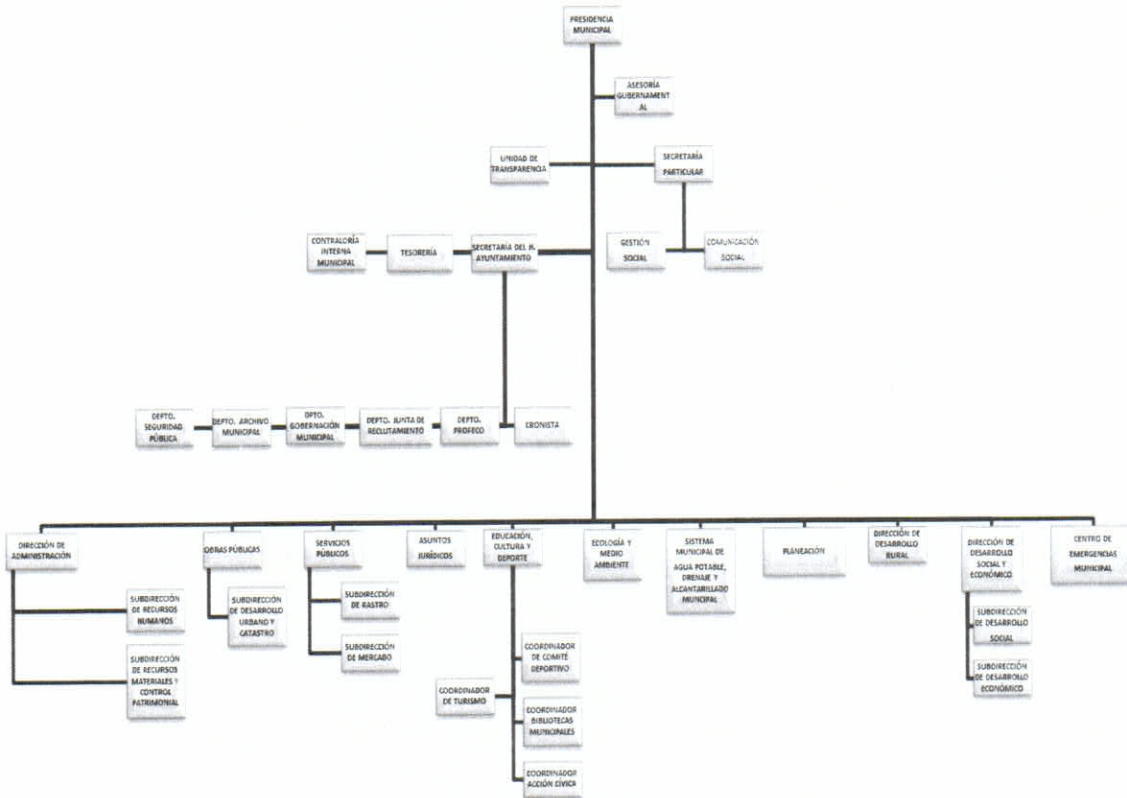 PRESIDENCIA
MUNICIPAL
ASESORÍA
GUBERNAMENT
AL
UNIDAD DE
TRANSPARENCIA
SECRETARÍA
PARTICULAR
CONTRALORÍA
INTERNA
MUNICIPAL
TESORERÍA
SECRETARÍA DEL H.
AYUNTAMIENTO
GESTIÓN
SOCIAL
COMUNICACIÓN
SOCIAL
DEPTO.
SEGURIDAD
PÚBLICA
DEPTO. ARCHIVO
MUNICIPAL
DPTO.
GOBERNACIÓN
MUNICIPAL
DEPTO. JUNTA DE
RECLUTAMIENTO
DEPTO.
PROFECO
CRONISTA
DIRECCIÓN DE
ADMINISTRACIÓN
OBRAS PÚBLICAS
SERVICIOS
PÚBLICOS
ASUNTOS
JURÍDICOS
EDUCACIÓN,
CULTURA Y
DEPORTE
ECOLOGÍA Y
MEDIO
AMBIENTE
SISTEMA
MUNICIPAL DE
AGUA POTABLE,
DRENAJE Y
ALCANTARILLADO
MUNCIPAL
PLANEACIÓN
DIRECCIÓN DE
DESARROLLO
RURAL
DIRECCIÓN DE
DESARROLLO
SOCIAL Y
ECONÓMICO
CENTRO DE
EMERGENCIAS
MUNICIPAL
SUBDIRECCIÓN
DE RECURSOS
HUMANOS
SUBDIRECCIÓN
DE RECURSOS
MATERIALES Y
CONTROL
PATRIMONIAL
SUBDIRECCIÓN
DE DESARROLLO
URBANO Y
CATASTRO
SUBDIRECCIÓN
DE RASTRO
SUBDIRECCIÓN
DE MERCADO
COORDINADOR
DE COMITÉ
DEPORTIVO
COORDINADOR
DE TURISMO
COORDINADOR
BIBLIOTECAS
MUNICIPALES
COORDINADOR
ACCIÓN CÍVICA
SUBDIRECCIÓN
DE DESARROLLO
SOCIAL
SUBDIRECCIÓN
DE DESARROLLO
ECONÓMICO